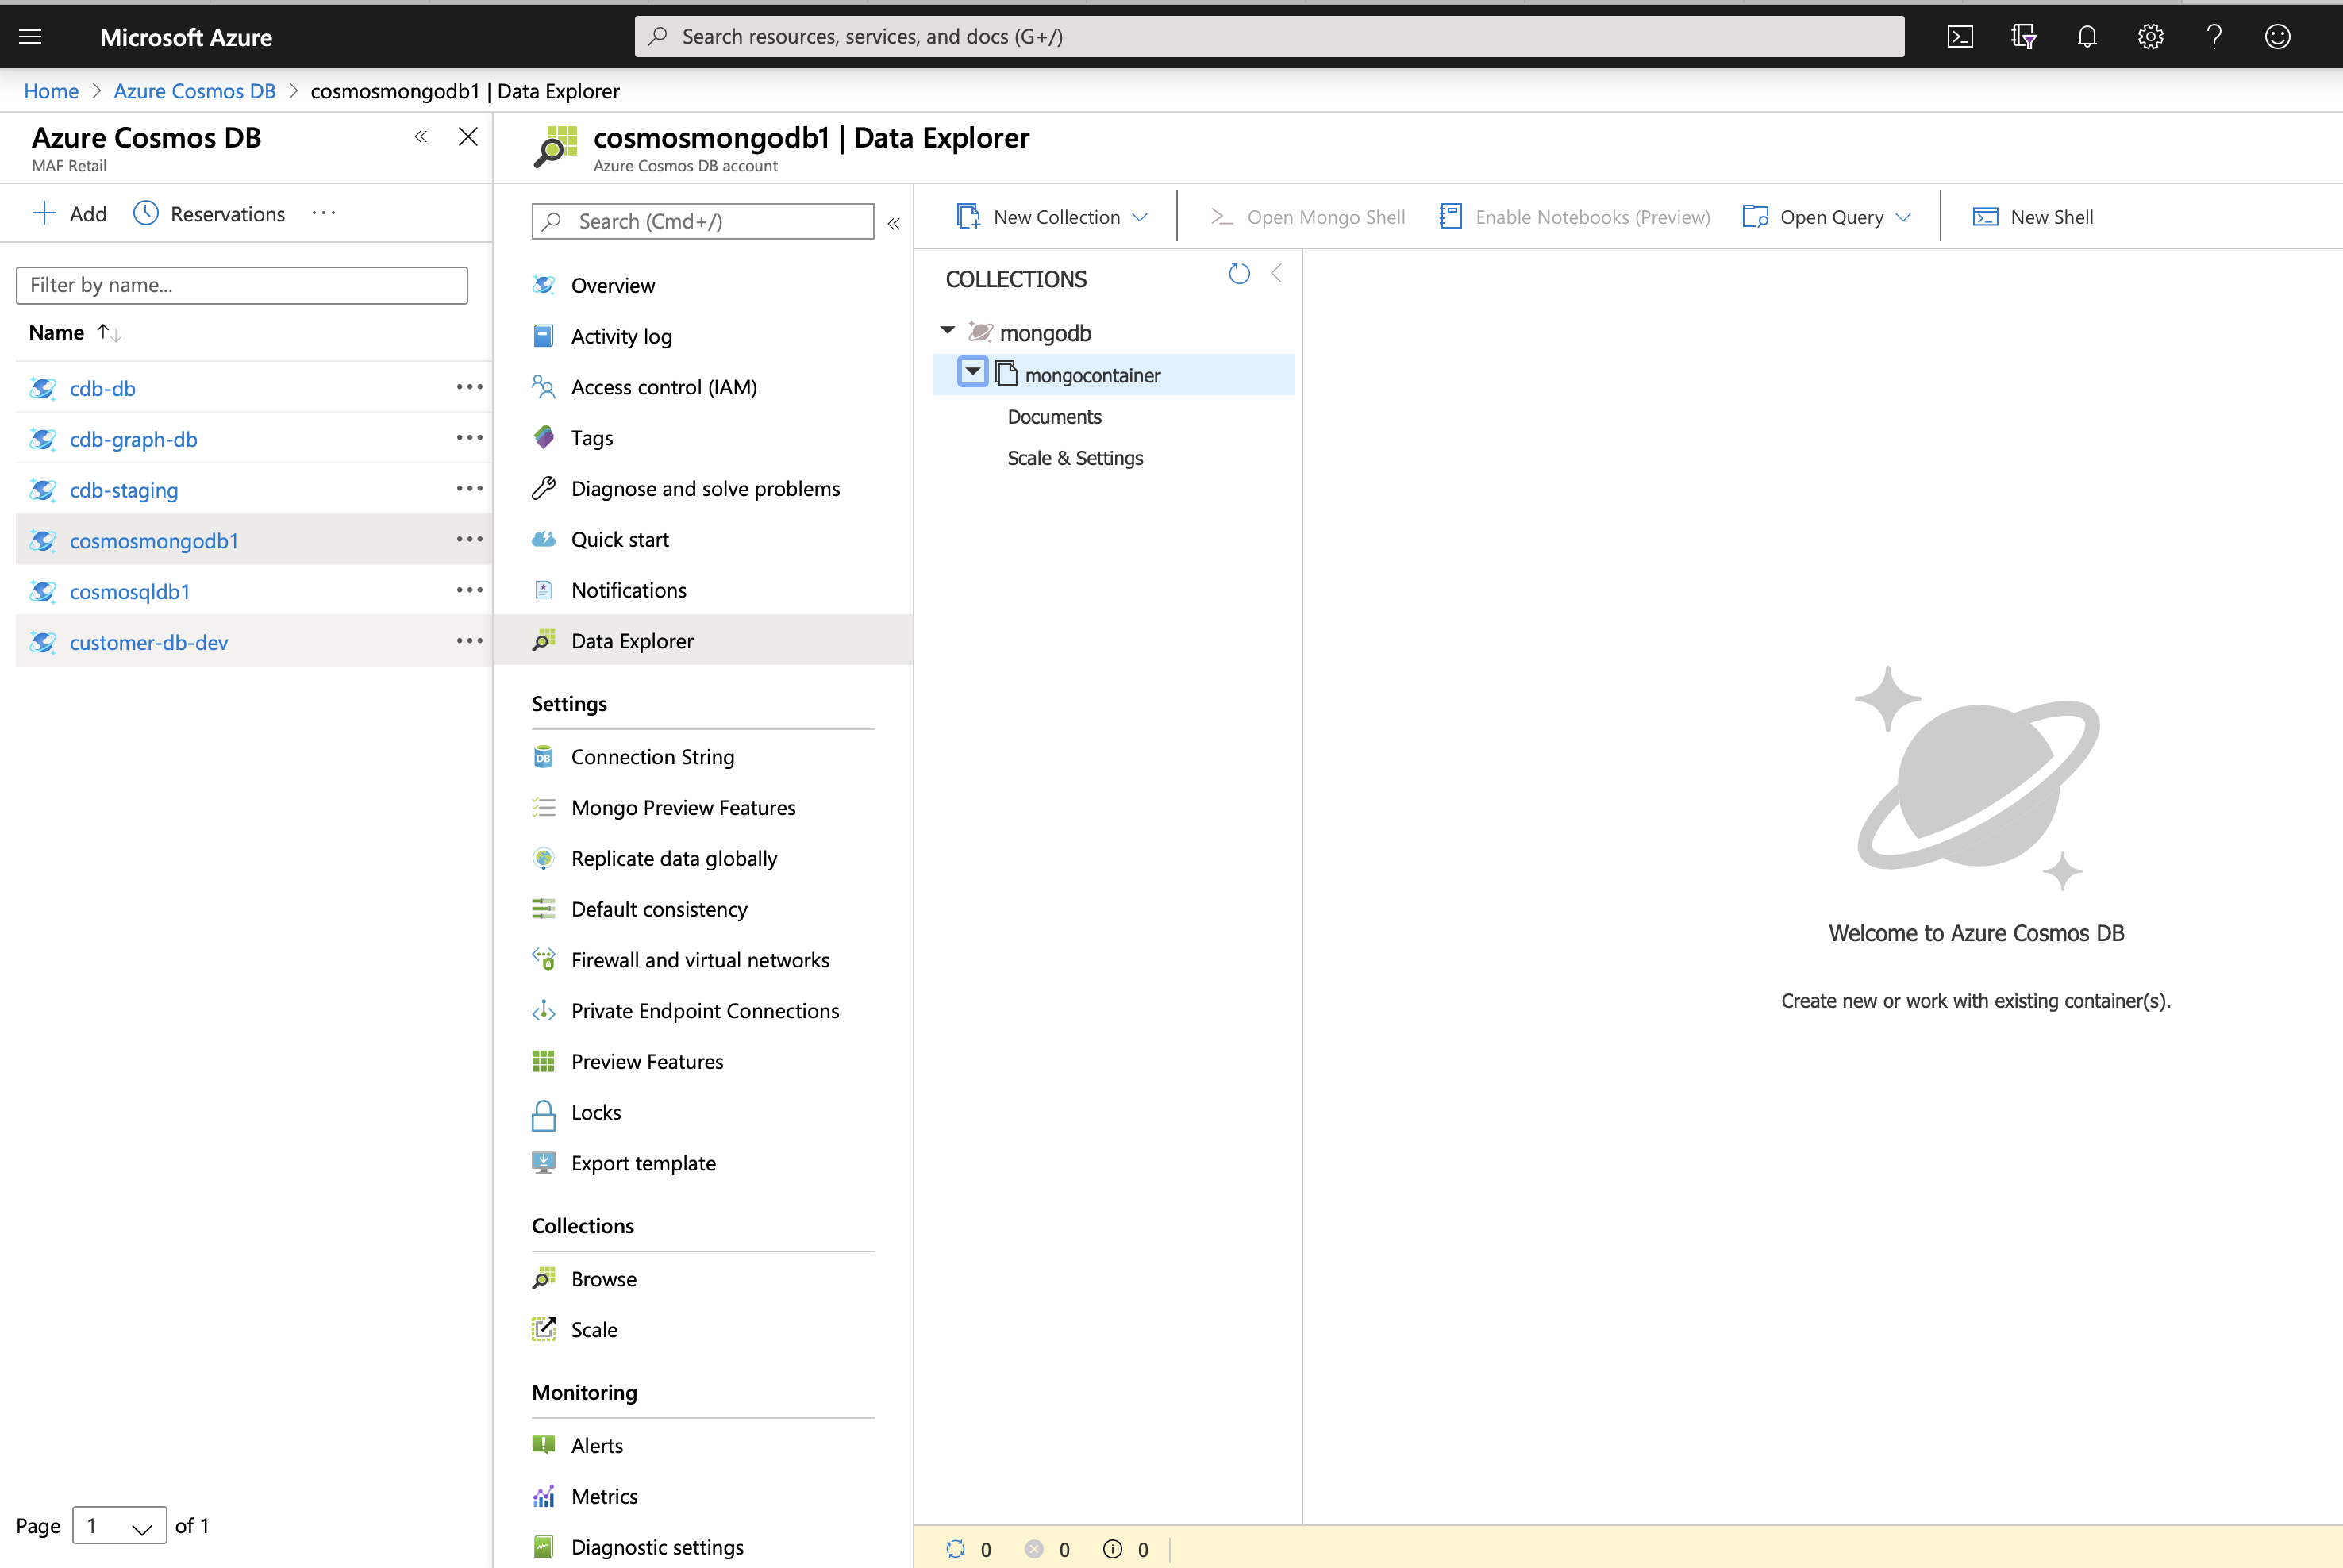 Microsoft Azure
Search resources, services, and docs (G+/)
Home > Azure Cosmos DB > cosmosmongodb1 | Data Explorer
Azure Cosmos DB
MAF Retail
Add
Reservations
Filter by name...
Name
cdb-db
cdb-graph-db
cdb-staging
cosmosmongodb1
cosmosqldb1
customer-db-dev
Page 1 of 1
cosmosmongodb1 | Data Explorer
Azure Cosmos DB account
Search (Cmd+/)
Overview
Activity log
Access control (IAM)
Tags
Diagnose and solve problems
Quick start
Notifications
Data Explorer
Settings
Connection String
Mongo Preview Features
Replicate data globally
Default consistency
Firewall and virtual networks
Private Endpoint Connections
Preview Features
Locks
Export template
Collections
Browse
Scale
Monitoring
Alerts
Metrics
Diagnostic settings
New Collection
Open Mongo Shell
Enable Notebooks (Preview)
Open Query
New Shell
COLLECTIONS
mongodb
mongocontainer
Documents
Scale & Settings
Welcome to Azure Cosmos DB
Create new or work with existing container(s).
0 0 0